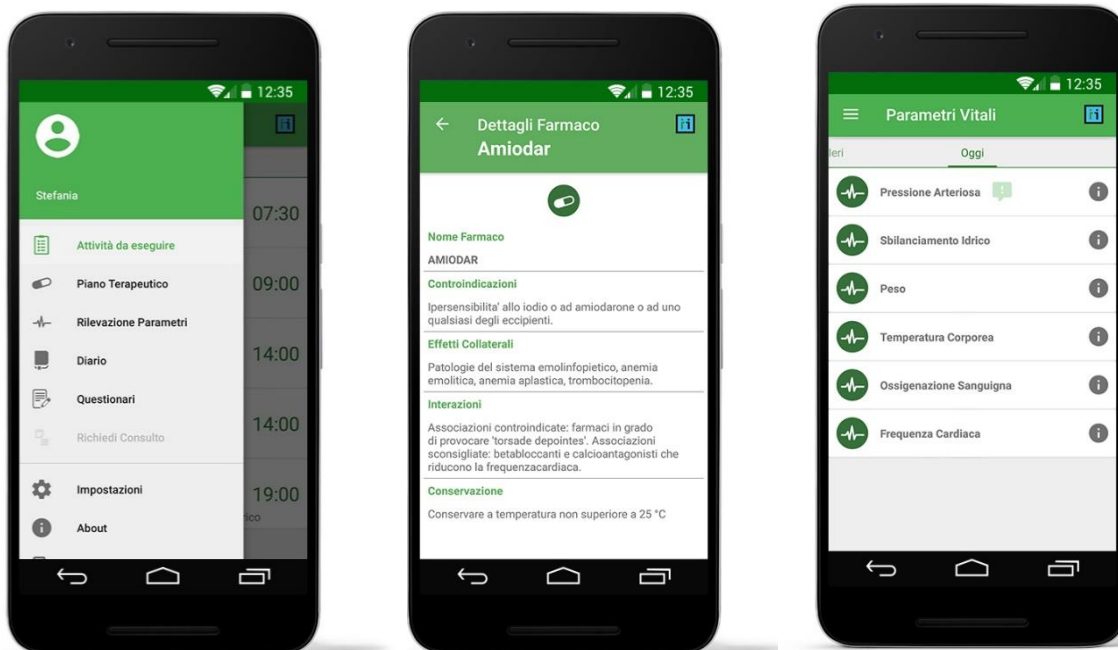 12:35
Stefania
07:30
Attività da eseguire
Piano Terapeutico
09:00
Rilevazione Parametri
Diario
14:00
Questionari
Richiedi Consulto
14:00
Impostazioni
19:00
About
12:35
Dettagli Farmaco
Amiodar
Nome Farmaco
AMIODAR
Controindicazioni
Ipersensibilita' allo iodio o ad amiodarone o ad uno
qualsiasi degli eccipienti.
Effetti Collaterali
Patologie del sistema emolinfopietico, anemia
emolitica, anemia aplastica, trombocitopenia.
Interazioni
Associazioni controindicate: farmaci in grado
di provocare 'torsade depointes'. Associazioni
sconsigliate: betabloccanti e calcioantagonisti che
riducono la frequenzacardiaca.
Conservazione
Conservare a temperatura non superiore a 25 °C
12:35
Parametri Vitali
Ieri Oggi
Pressione Arteriosa
Sbilanciamento Idrico
Peso
Temperatura Corporea
Ossigenazione Sanguigna
Frequenza Cardiaca